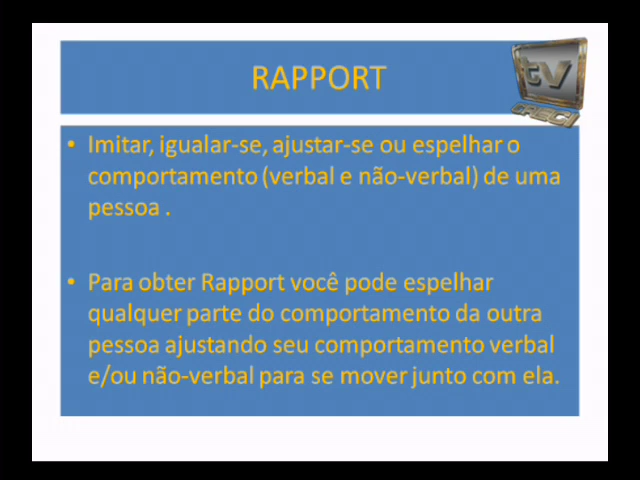 RAPPORT
tv
CRECI
• Imitar, igualar-se, ajustar-se ou espelhar o
comportamento (verbal e não-verbal) de uma
pessoa .
• Para obter Rapport você pode espelhar
qualquer parte do comportamento da outra
pessoa ajustando seu comportamento verbal
e/ou não-verbal para se mover junto com ela.